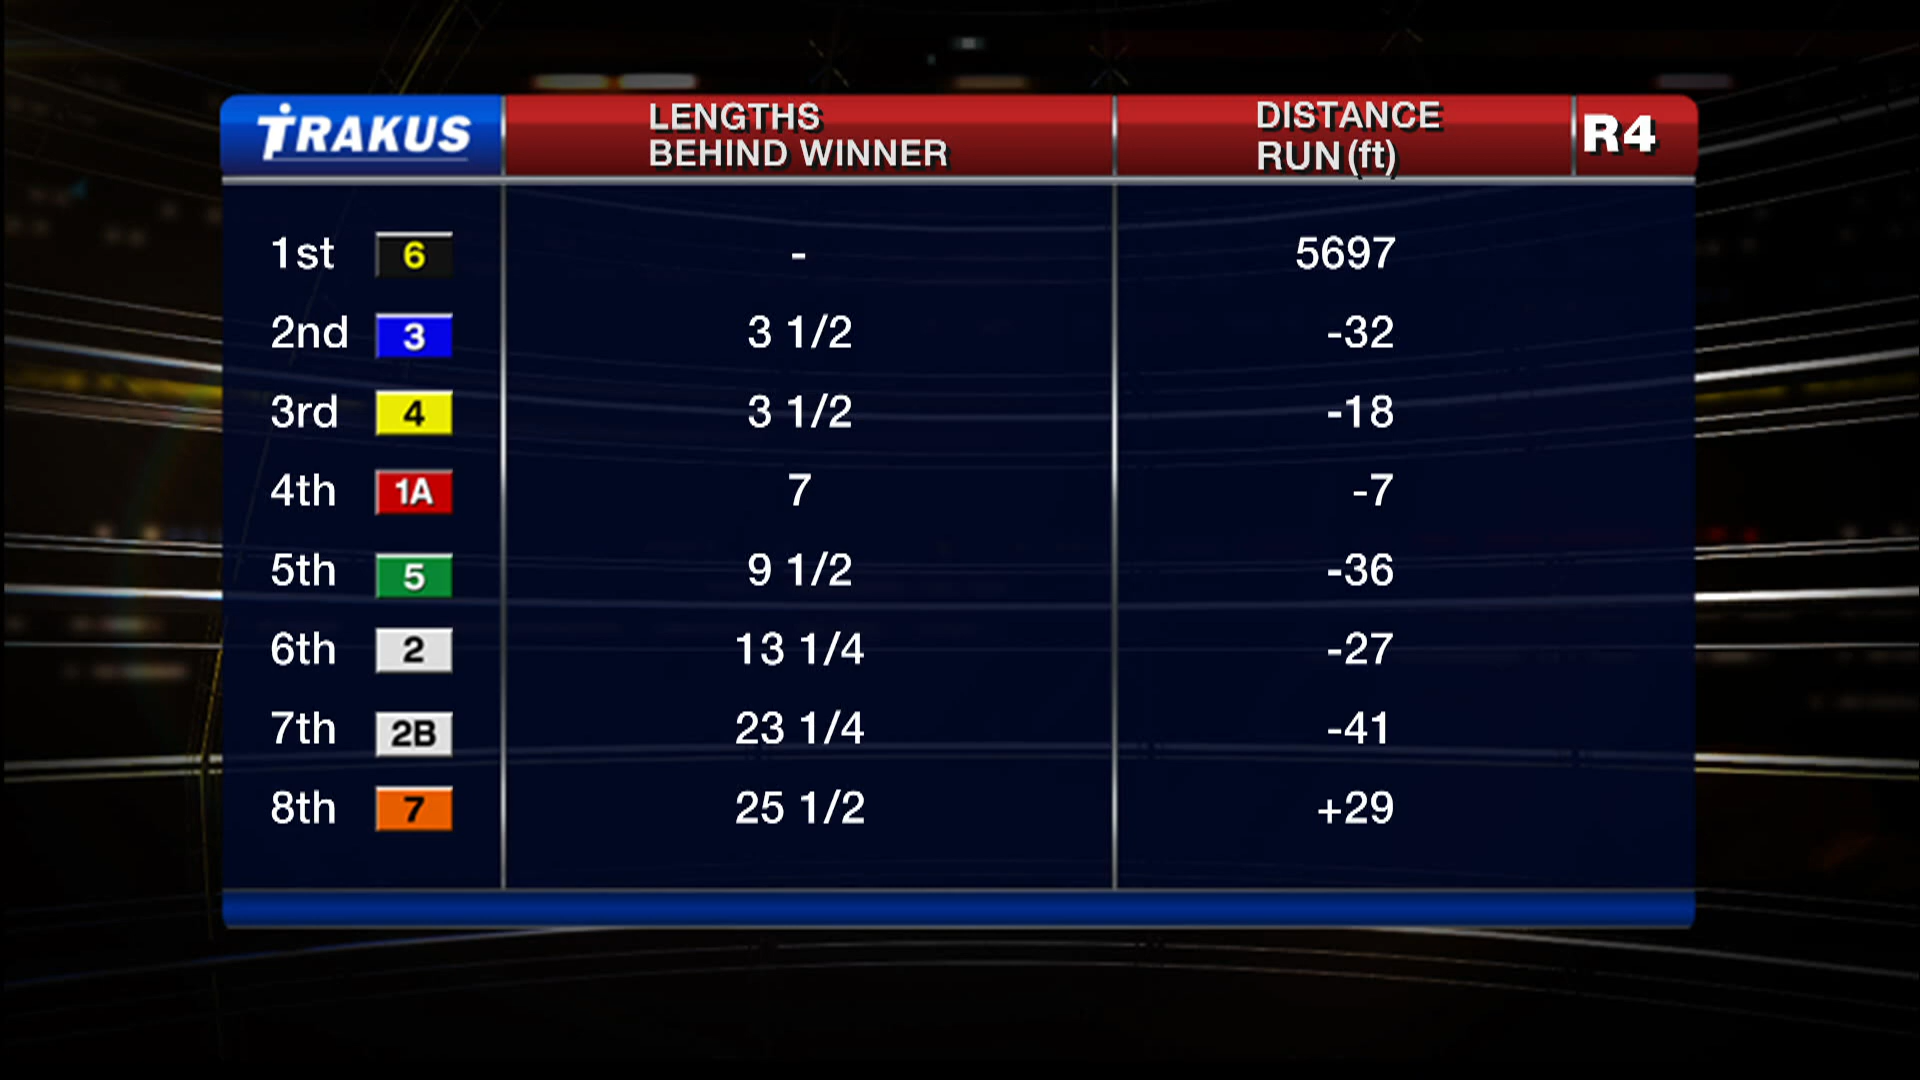 TRAKUS
LENGTHS
BEHIND WINNER
DISTANCE
RUN (ft)
R4
1st 6 - 5697
2nd 3 3 1/2 -32
3rd 4 3 1/2 -18
4th 1A 7 -7
5th 5 9 1/2 -36
6th 2 13 1/4 -27
7th 2B 23 1/4 -41
8th 7 25 1/2 +29